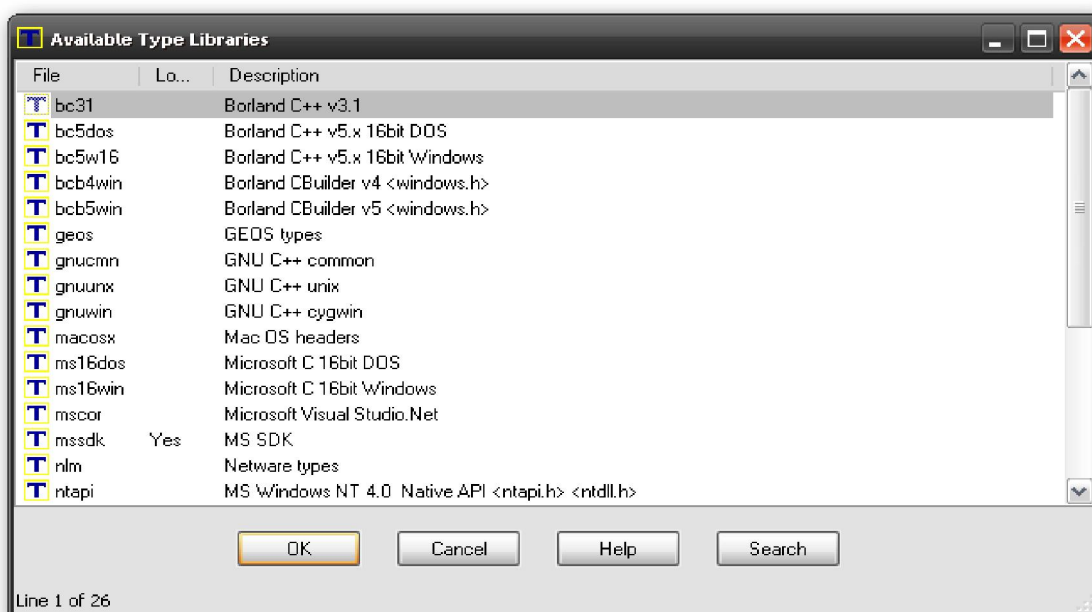 Available Type Libraries
File Lo... Description
bc31 Borland C++ v3.1
bc5dos Borland C++ v5.x 16bit DOS
bc5w16 Borland C++ v5.x 16bit Windows
bcb4win Borland CBuilder v4 <windows.h>
bcb5win Borland CBuilder v5 <windows.h>
geos GEOS types
gnucmn GNU C++ common
gnuunx GNU C++ unix
gnuwin GNU C++ cygwin
macosx Mac OS headers
ms16dos Microsoft C 16bit DOS
ms16win Microsoft C 16bit Windows
mscor Microsoft Visual Studio.Net
mssdk Yes MS SDK
nlm Netware types
ntapi MS Windows NT 4.0 Native API <ntapi.h> <ntdll.h>
OK Cancel Help Search
Line 1 of 26